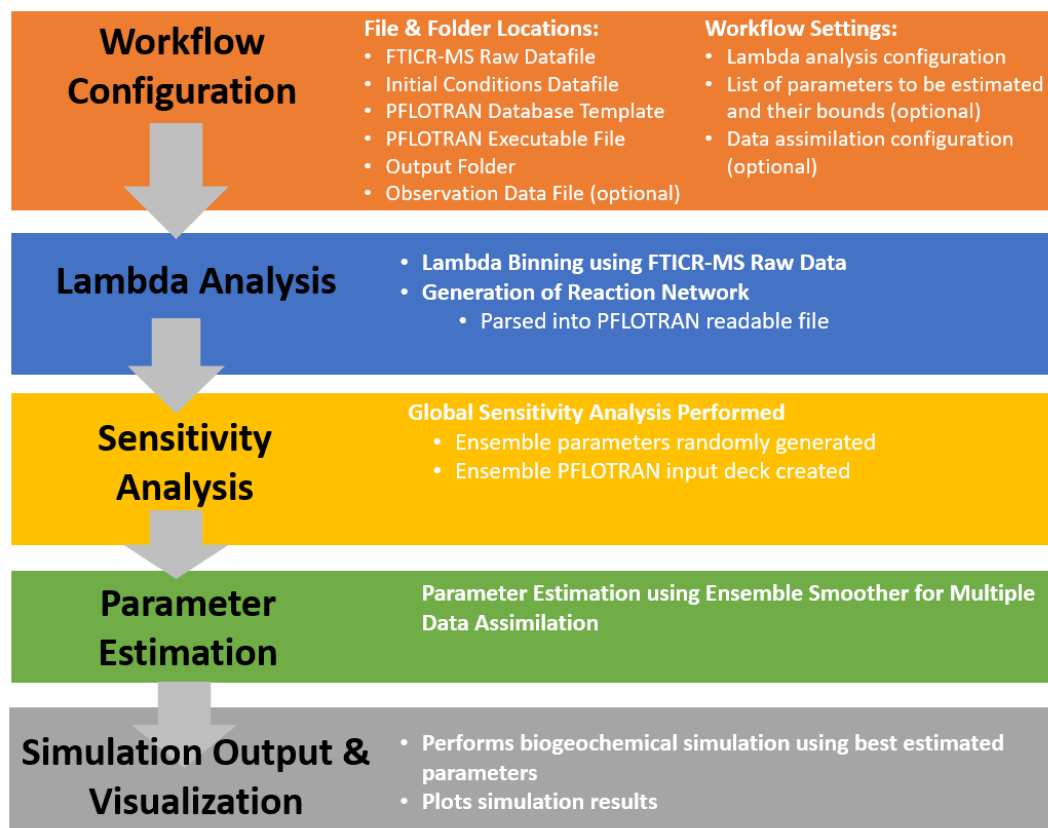 Workflow
Configuration
File & Folder Locations:
• FTICR-MS Raw Datafile
• Initial Conditions Datafile
• PFLOTRAN Database Template
• PFLOTRAN Executable File
• Output Folder
• Observation Data File (optional)
Workflow Settings:
• Lambda analysis configuration
• List of parameters to be estimated
and their bounds (optional)
• Data assimilation configuration
(optional)
Lambda Analysis
• Lambda Binning using FTICR-MS Raw Data
• Generation of Reaction Network
• Parsed into PFLOTRAN readable file
Sensitivity
Analysis
Global Sensitivity Analysis Performed
• Ensemble parameters randomly generated
• Ensemble PFLOTRAN input deck created
Parameter
Estimation
Parameter Estimation using Ensemble Smoother for Multiple
Data Assimilation
Simulation Output &
Visualization
• Performs biogeochemical simulation using best estimated
parameters
• Plots simulation results